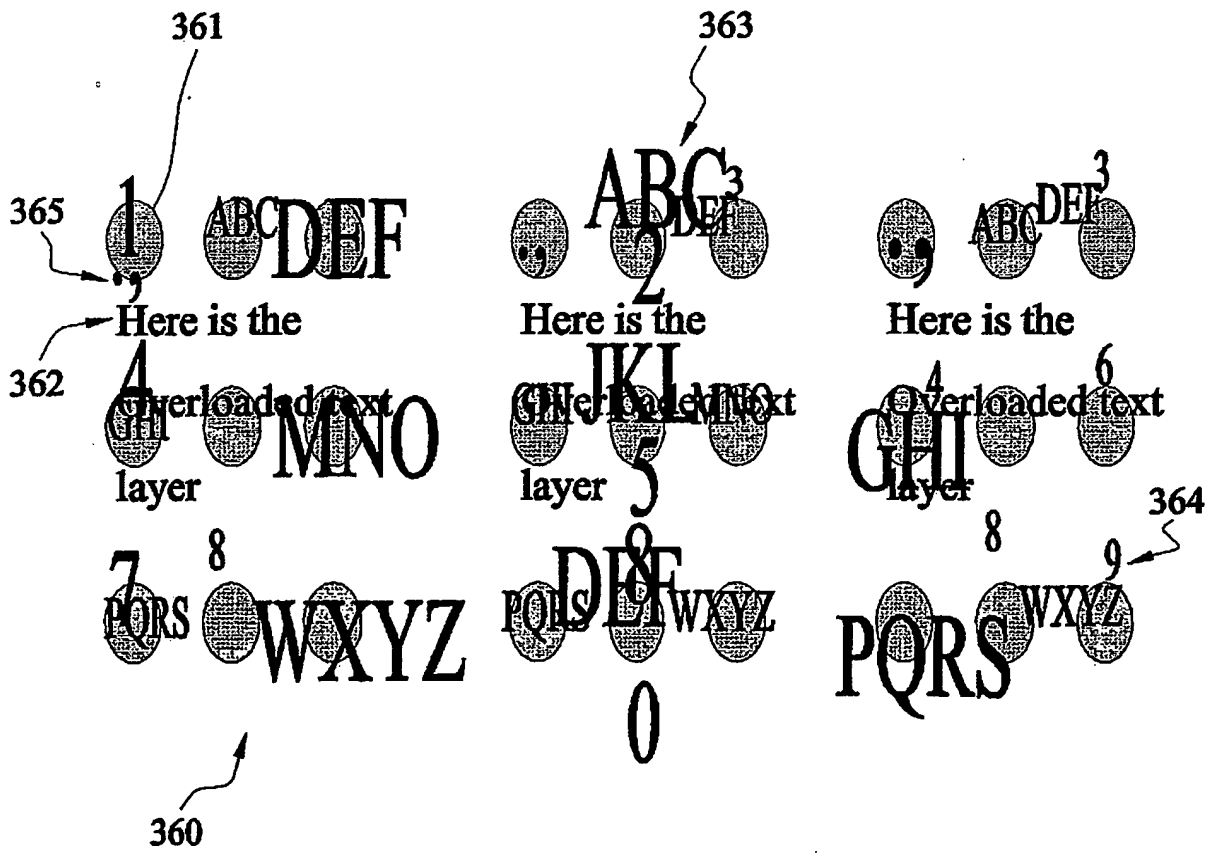 361 363
365 1 ABC DEF ., ABC 2 DEF 3 ., ABC DEF 3
362 Here is the Here is the Here is the
4 GHI Overloaded text MNO GHI JKL Overloaded text MNO 5 4 GHI Overloaded text 6
layer layer layer
364
7 PQRS 8 WXYZ PQRS DEF 8 WXYZ PQRS 8 WXYZ 9
0
360